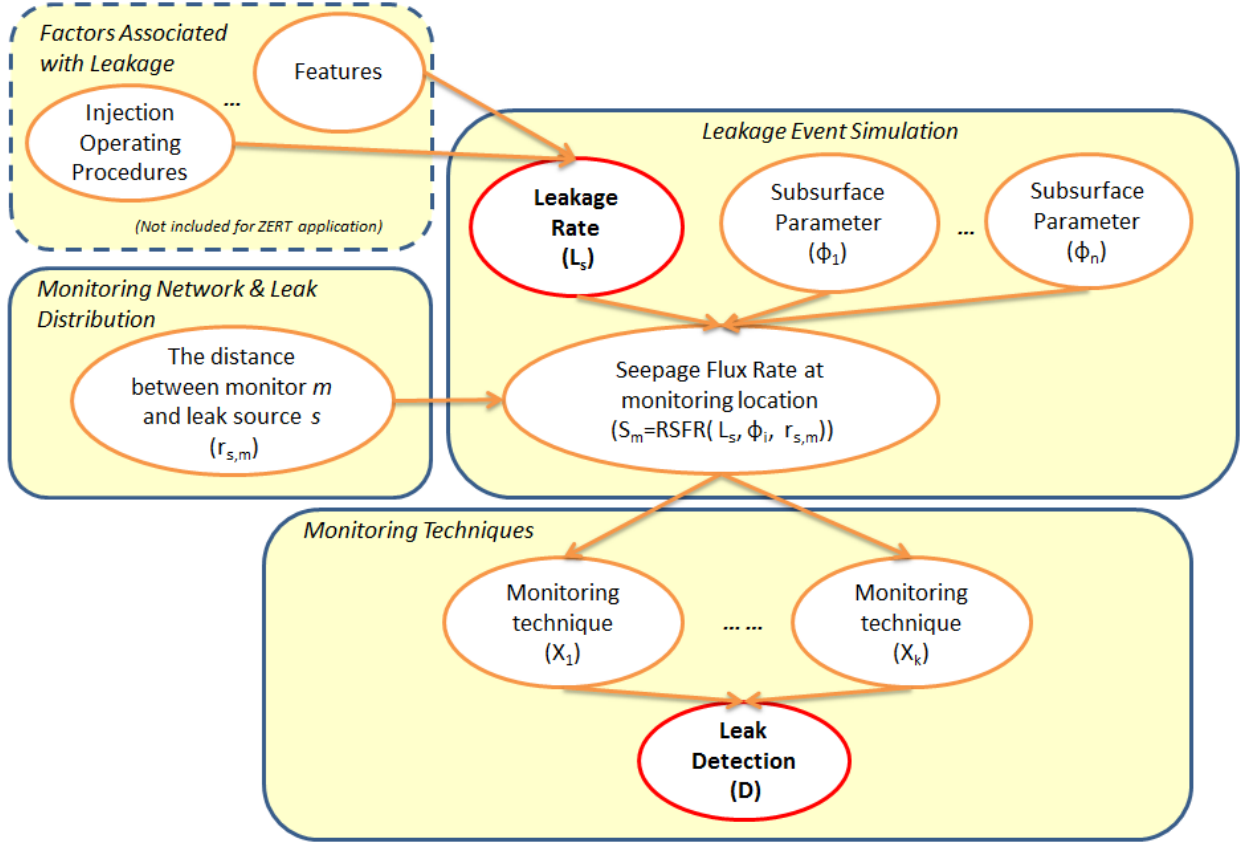 Factors Associated
with Leakage
Features
...
Injection
Operating
Procedures
(Not included for ZERT application)
Leakage Event Simulation
Leakage
Rate
(Ls)
Subsurface
Parameter
(ϕ1)
...
Subsurface
Parameter
(ϕn)
Monitoring Network & Leak
Distribution
The distance
between monitor m
and leak source s
(rs,m)
Seepage Flux Rate at
monitoring location
(Sm=RSFR( Ls, ϕi, rs,m))
Monitoring Techniques
Monitoring
technique
(X1)
... ...
Monitoring
technique
(Xk)
Leak
Detection
(D)